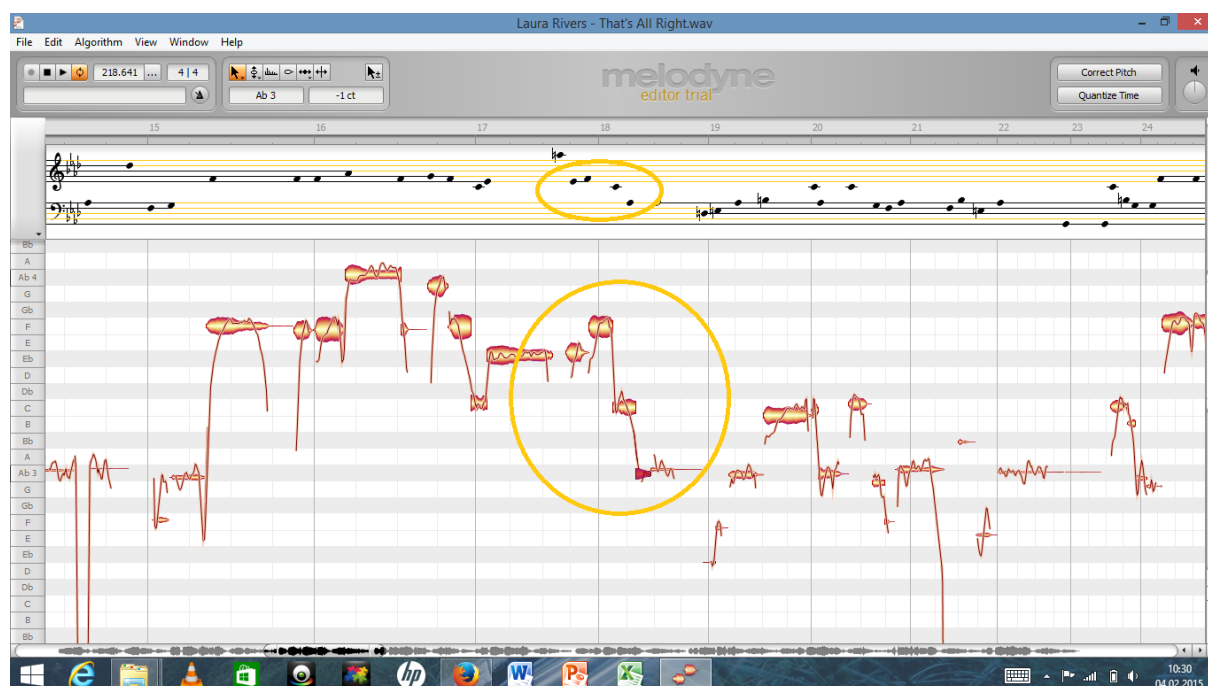 Laura Rivers - That's All Right.wav
File Edit Algorithm View Window Help
218.641 ... 4|4
Ab 3 -1 ct
melodyne
editor trial
Correct Pitch
Quantize Time
15 16 17 18 19 20 21 22 23 24
Bb
A
Ab 4
G
Gb
F
E
Eb
D
Db
C
B
Bb
A
Ab 3
G
Gb
F
E
Eb
D
Db
C
B
Bb
10:30
04.02.2015